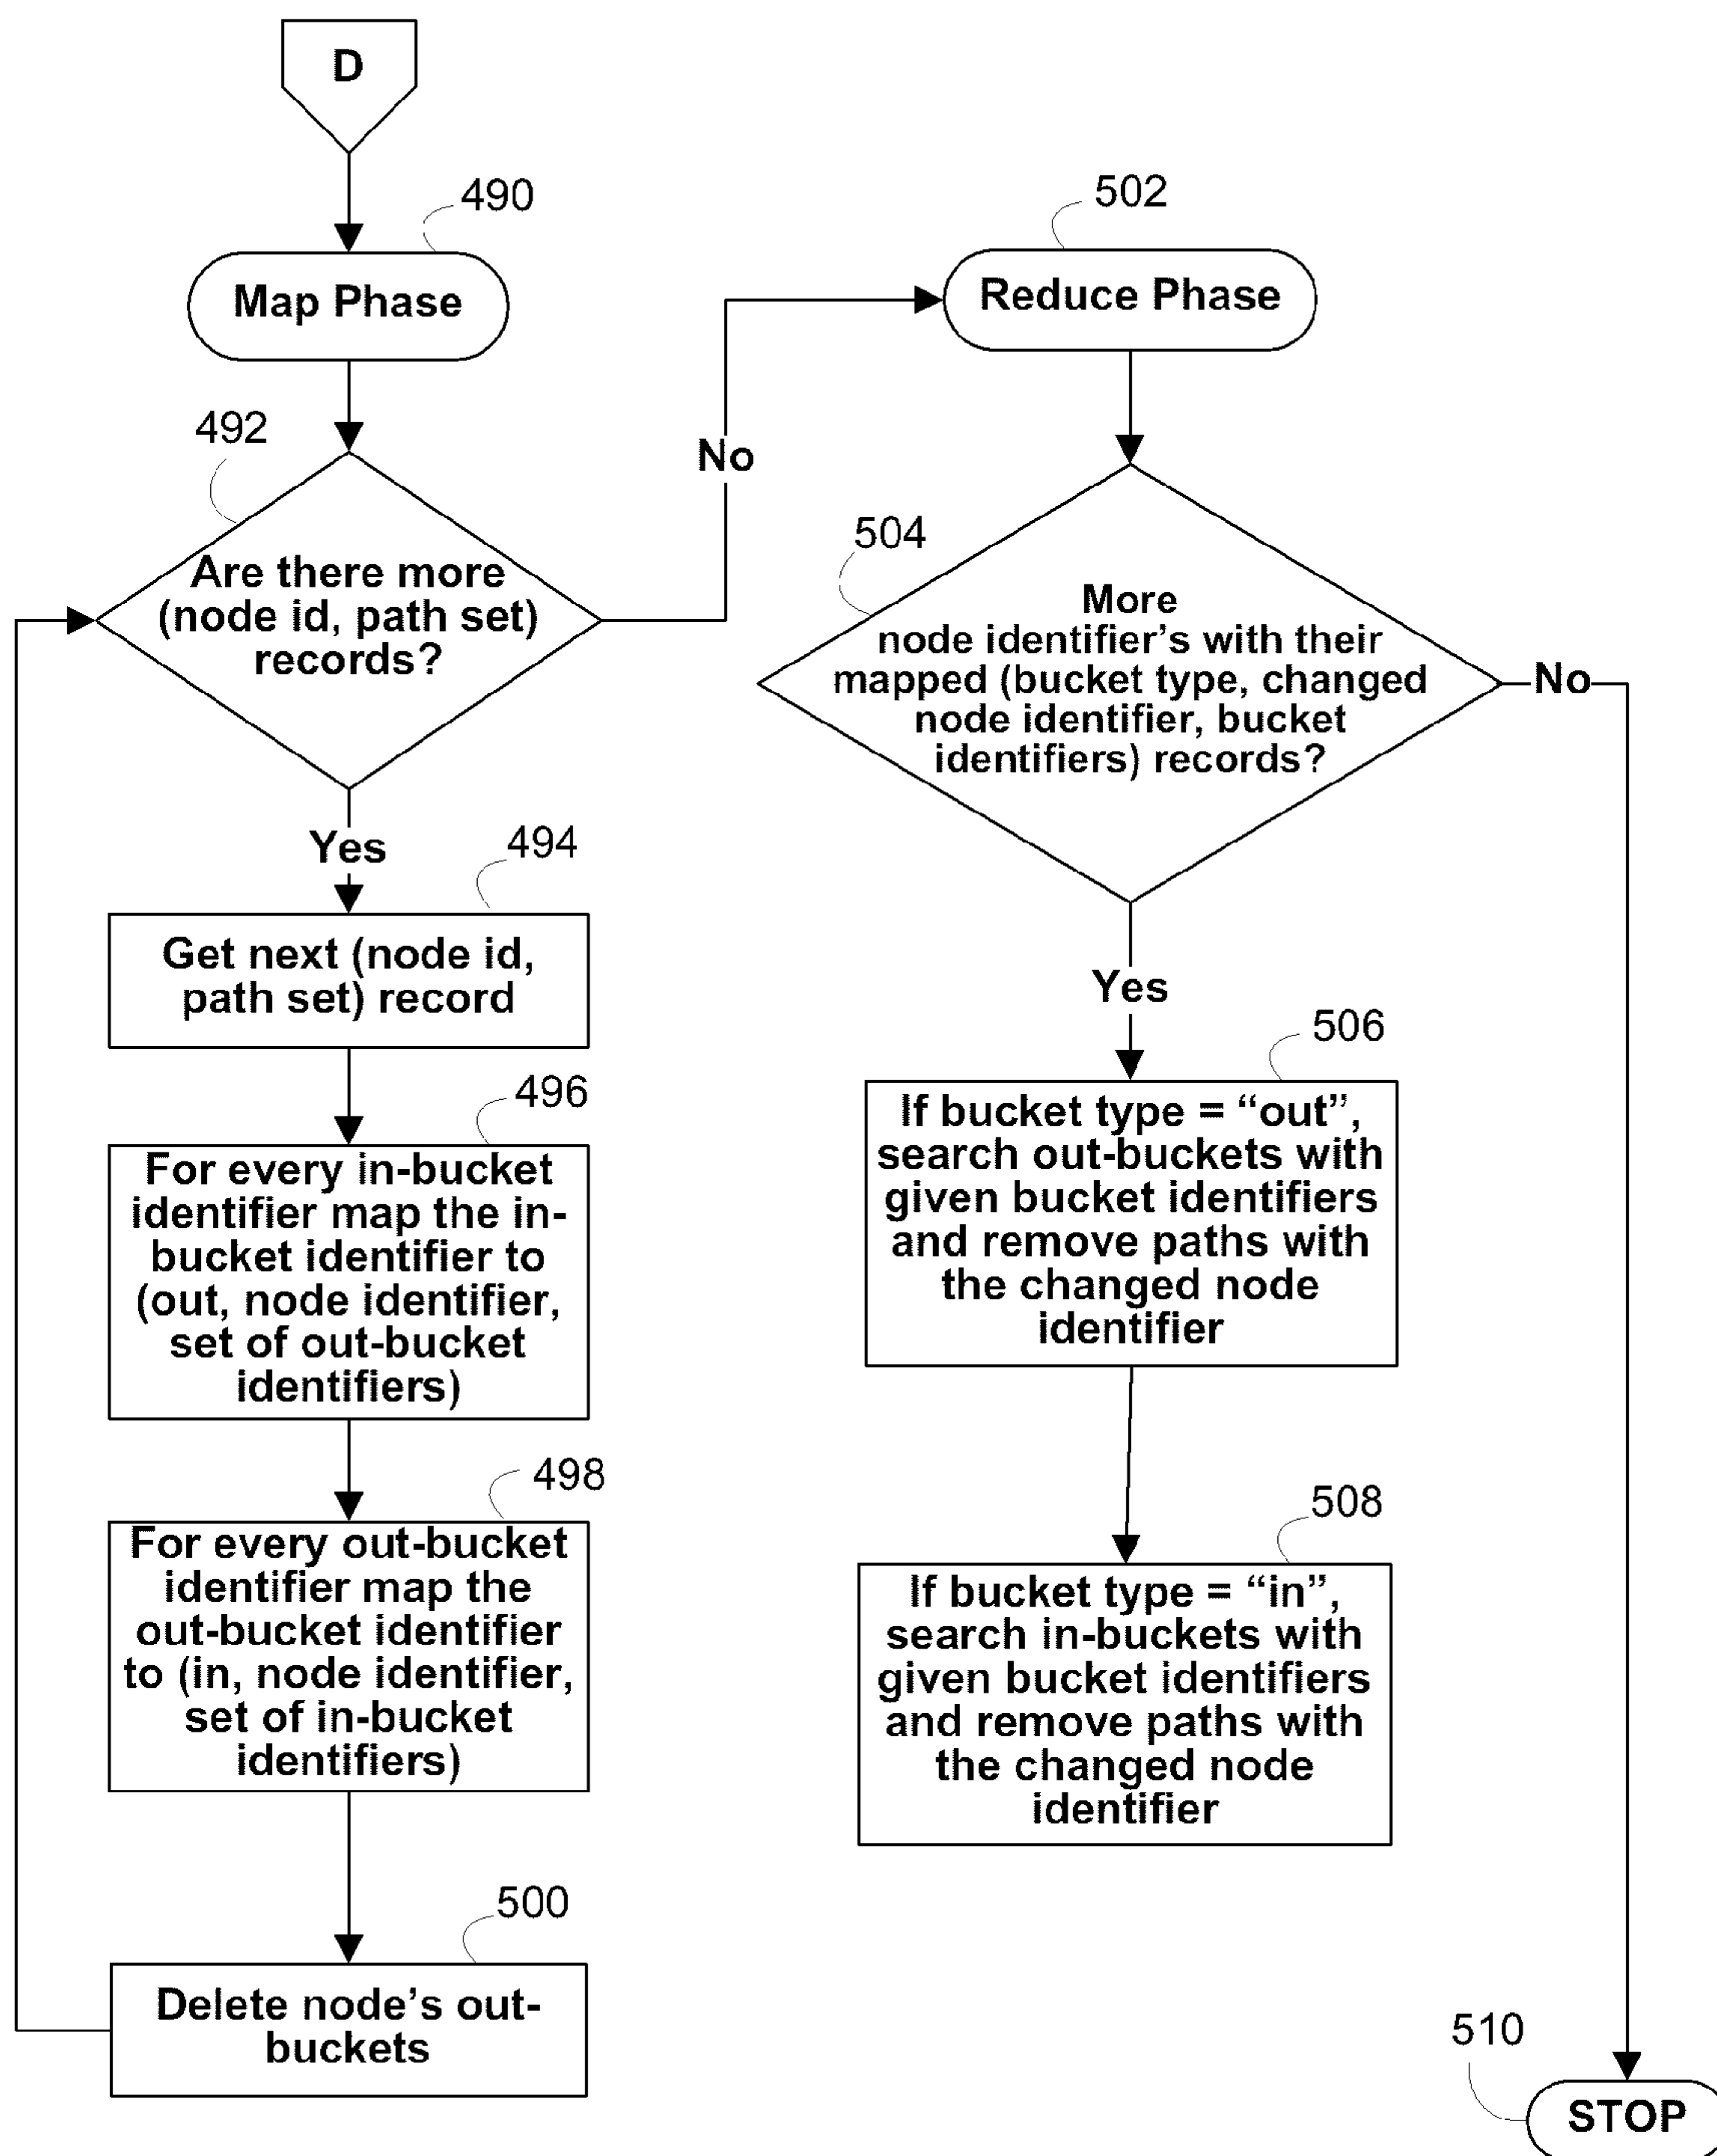 D
490
Map Phase
492
Are there more
(node id, path set)
records?
No
Yes
494
Get next (node id,
path set) record
496
For every in-bucket
identifier map the in-
bucket identifier to
(out, node identifier,
set of out-bucket
identifiers)
498
For every out-bucket
identifier map the
out-bucket identifier
to (in, node identifier,
set of in-bucket
identifiers)
500
Delete node’s out-
buckets
502
Reduce Phase
504
More
node identifier’s with their
mapped (bucket type, changed
node identifier, bucket
identifiers) records?
No
Yes
506
If bucket type = “out”,
search out-buckets with
given bucket identifiers
and remove paths with
the changed node
identifier
508
If bucket type = “in”,
search in-buckets with
given bucket identifiers
and remove paths with
the changed node
identifier
510
STOP